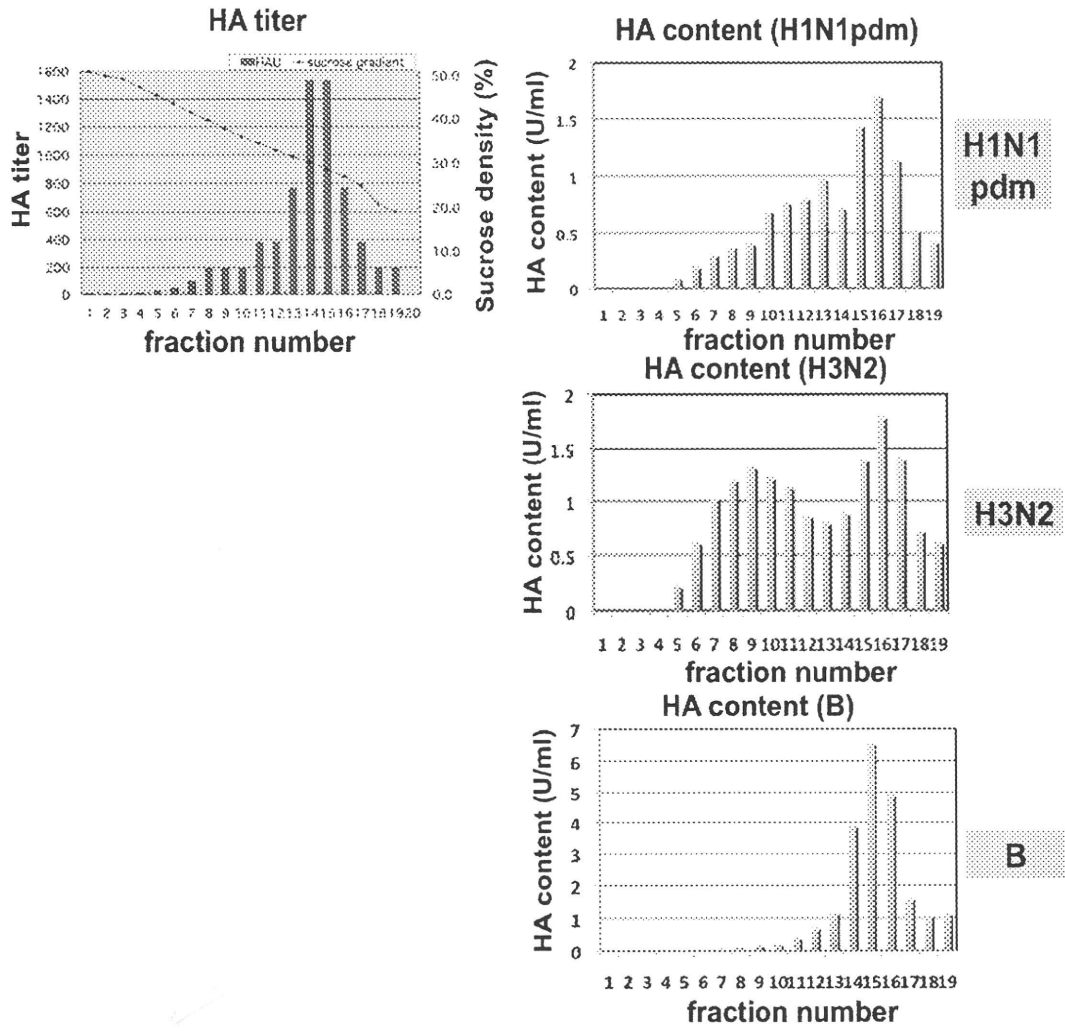 HA titer
HAU
sucrose gradient
1600
1400
1200
1000
800
600
400
200
0
HA titer
50.0
40.0
30.0
20.0
10.0
0.0
Sucrose density (%)
1 2 3 4 5 6 7 8 9 10 11 12 13 14 15 16 17 18 19 20
fraction number
HA content (H1N1pdm)
2
1.5
1
0.5
0
HA content (U/ml)
1 2 3 4 5 6 7 8 9 10 11 12 13 14 15 16 17 18 19
fraction number
H1N1
pdm
HA content (H3N2)
2
1.5
1
0.5
0
HA content (U/ml)
1 2 3 4 5 6 7 8 9 10 11 12 13 14 15 16 17 18 19
fraction number
H3N2
HA content (B)
7
6
5
4
3
2
1
0
HA content (U/ml)
1 2 3 4 5 6 7 8 9 10 11 12 13 14 15 16 17 18 19
fraction number
B